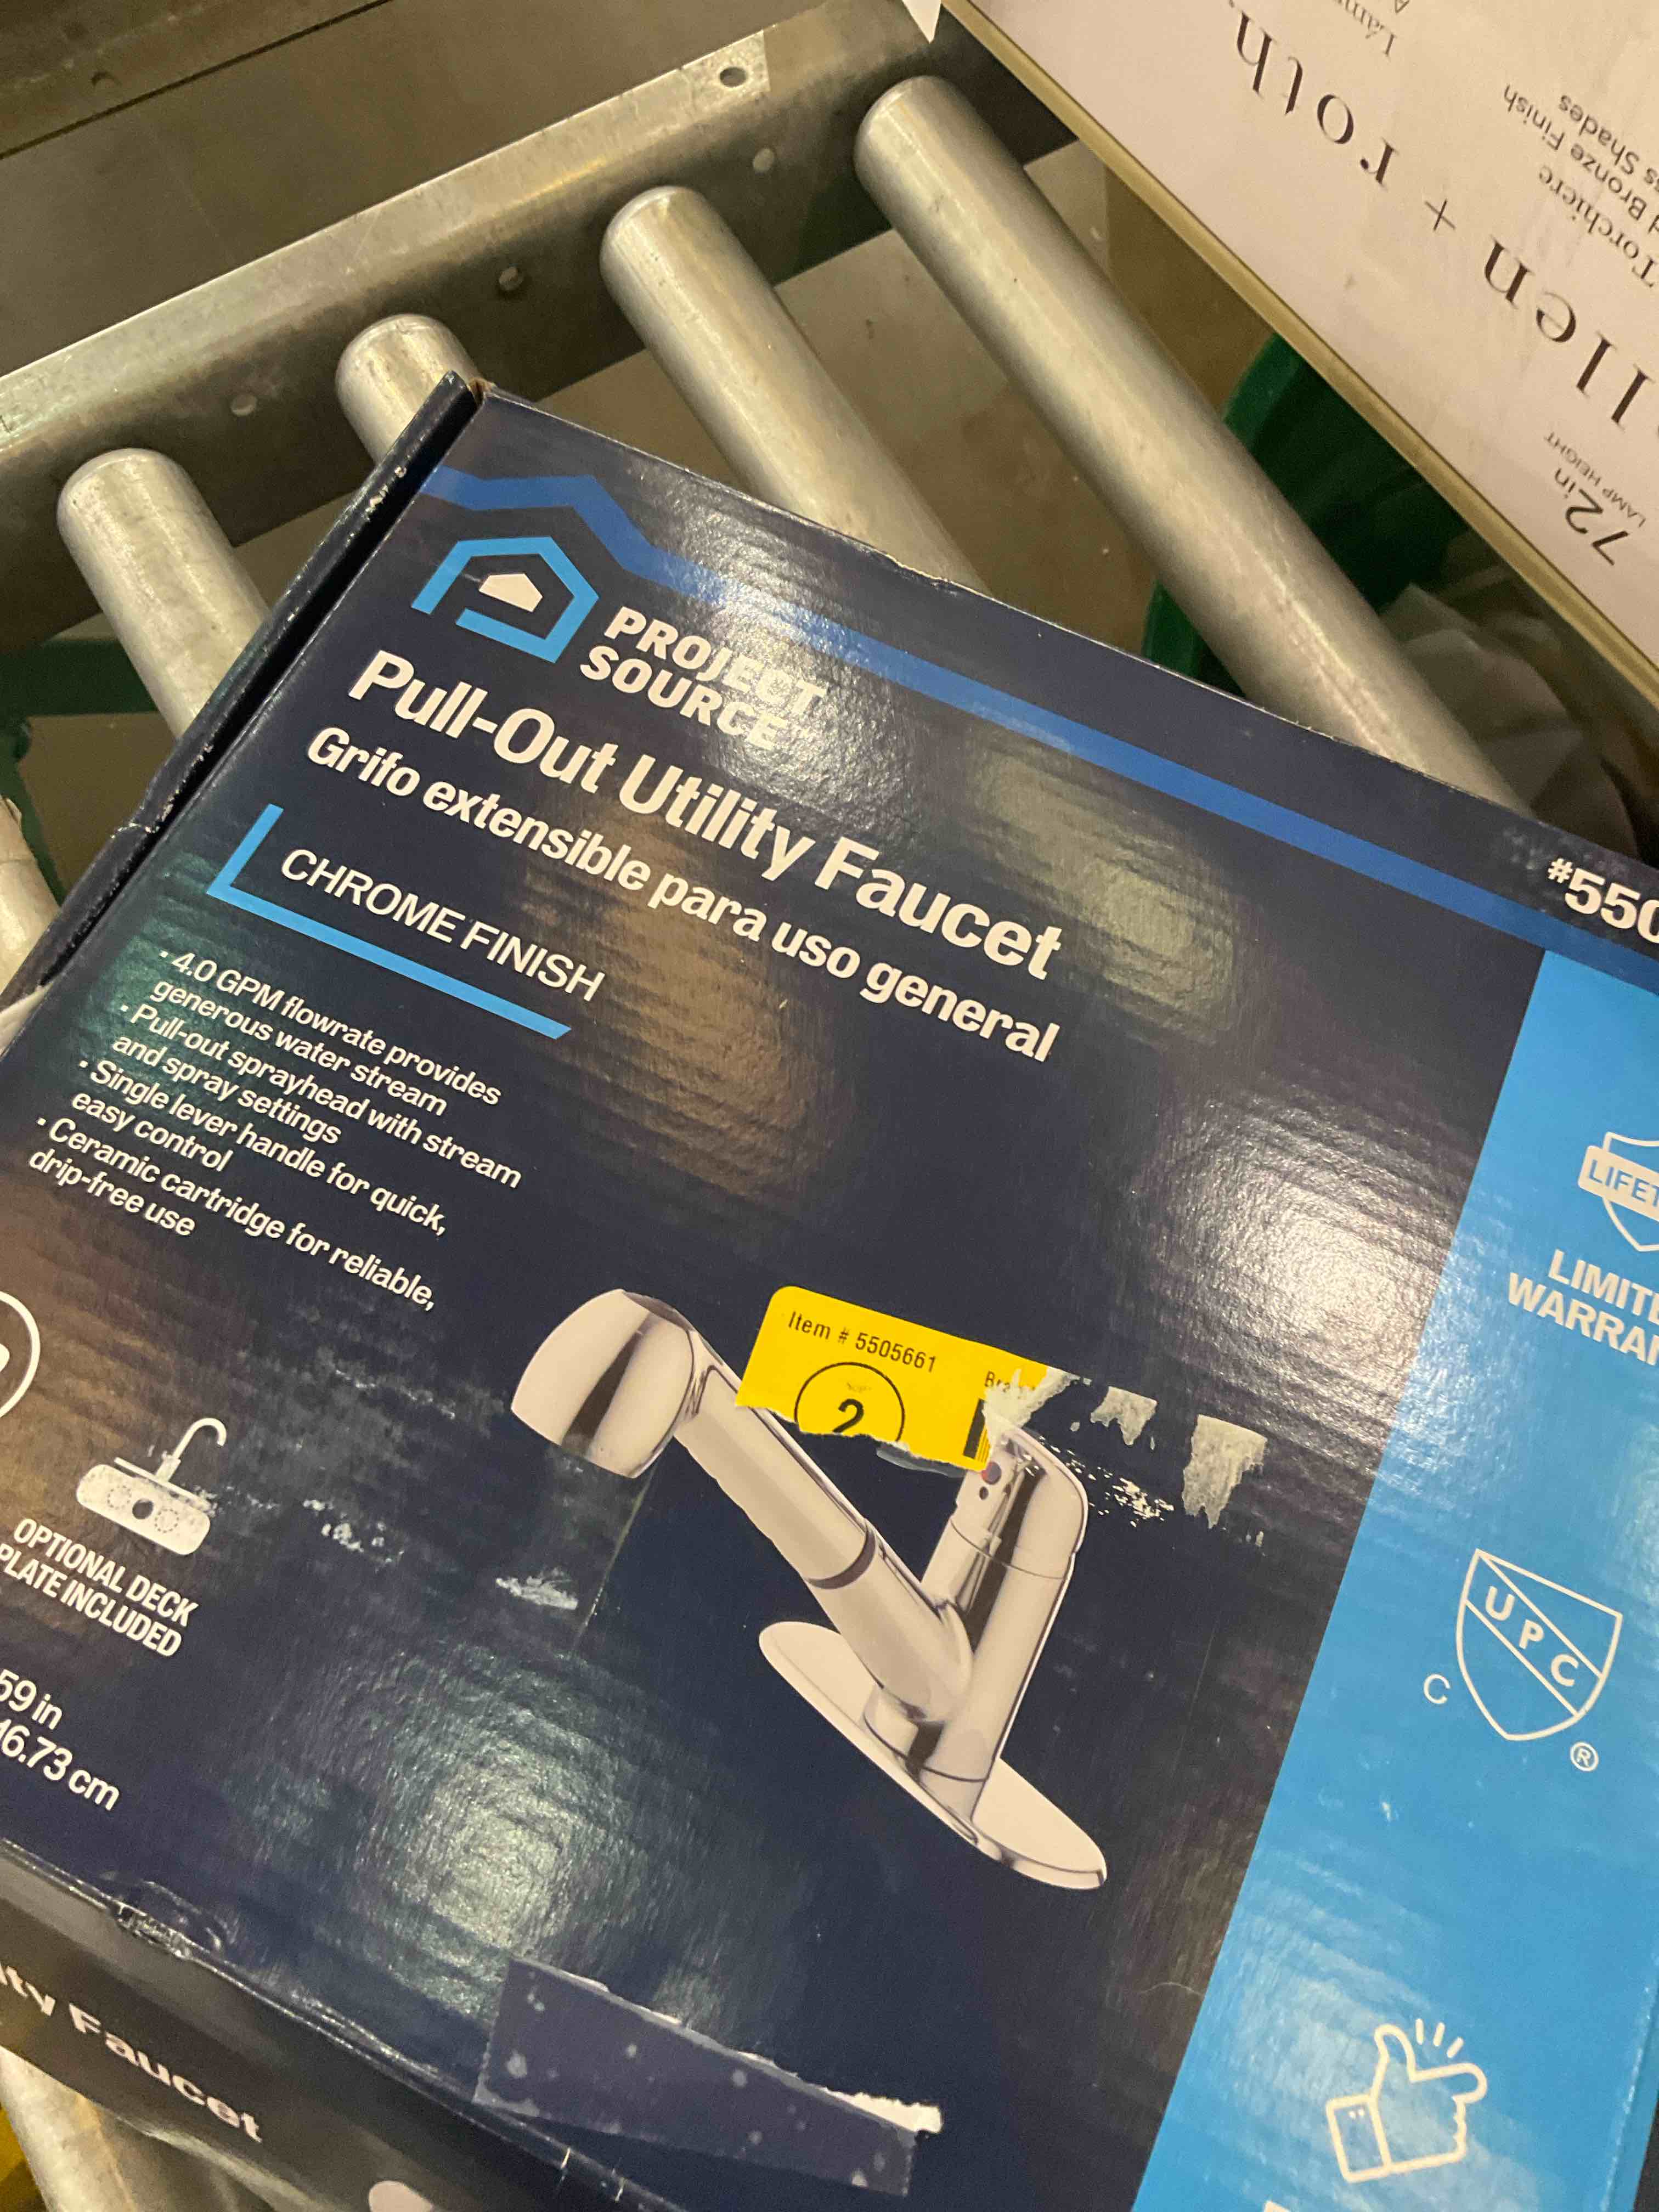 roth
allen +
Torchiere
Bronze Finish
Shades
72in
LAMP HEIGHT
PROJECT
SOURCE
#550
Pull-Out Utility Faucet
Grifo extensible para uso general
CHROME FINISH
• 4.0 GPM flowrate provides
generous water stream
• Pull-out sprayhead with stream
and spray settings
• Single lever handle for quick,
easy control
• Ceramic cartridge for reliable,
drip-free use
LIMITE
WARRAN
Item # 5505661
2
OPTIONAL DECK
PLATE INCLUDED
59 in
16.73 cm
UPC
C
®
Faucet